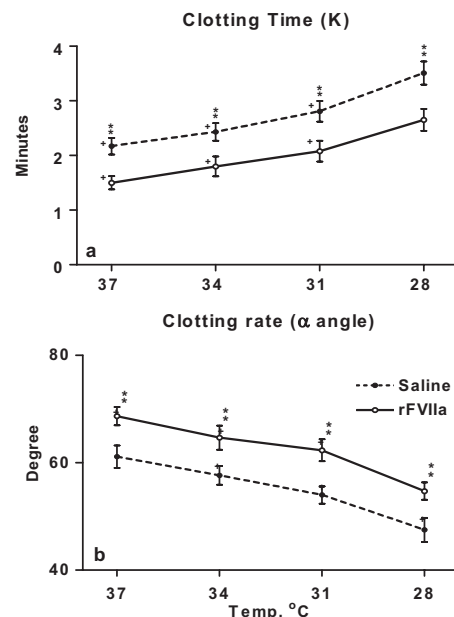 Clotting Time (K)
Minutes
4
3
2
1
0
a
37 34 31 28
+ ** + ** + ** **
+ + +
Clotting rate (α angle)
Degree
80
60
40
b
Saline
rFVIIa
+ ** + ** + ** **
+ +
37 34 31 28
Temp. °C